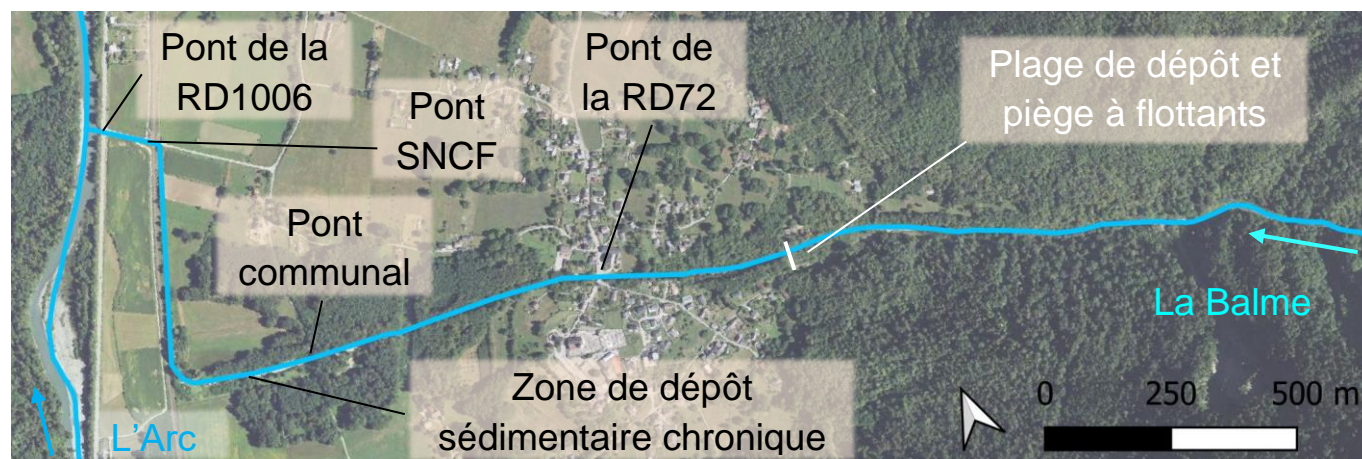 Pont de la
RD1006
Pont
SNCF
Pont de
la RD72
Plage de dépôt et
piège à flottants
Pont
communal
La Balme
Zone de dépôt
sédimentaire chronique
L'Arc
0 250 500 m